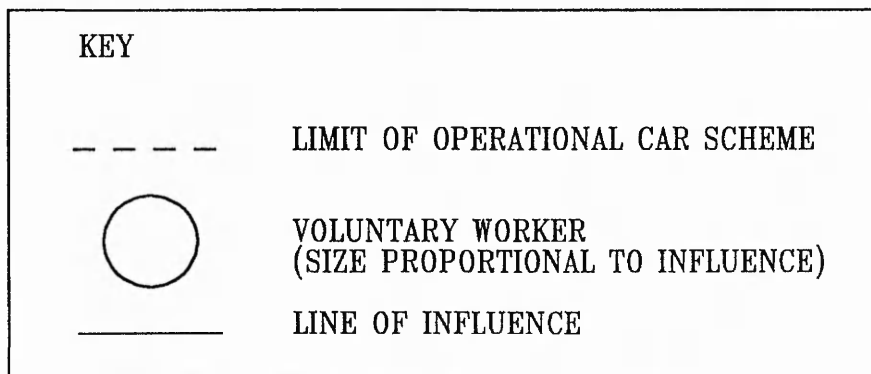 KEY
LIMIT OF OPERATIONAL CAR SCHEME
VOLUNTARY WORKER
(SIZE PROPORTIONAL TO INFLUENCE)
LINE OF INFLUENCE